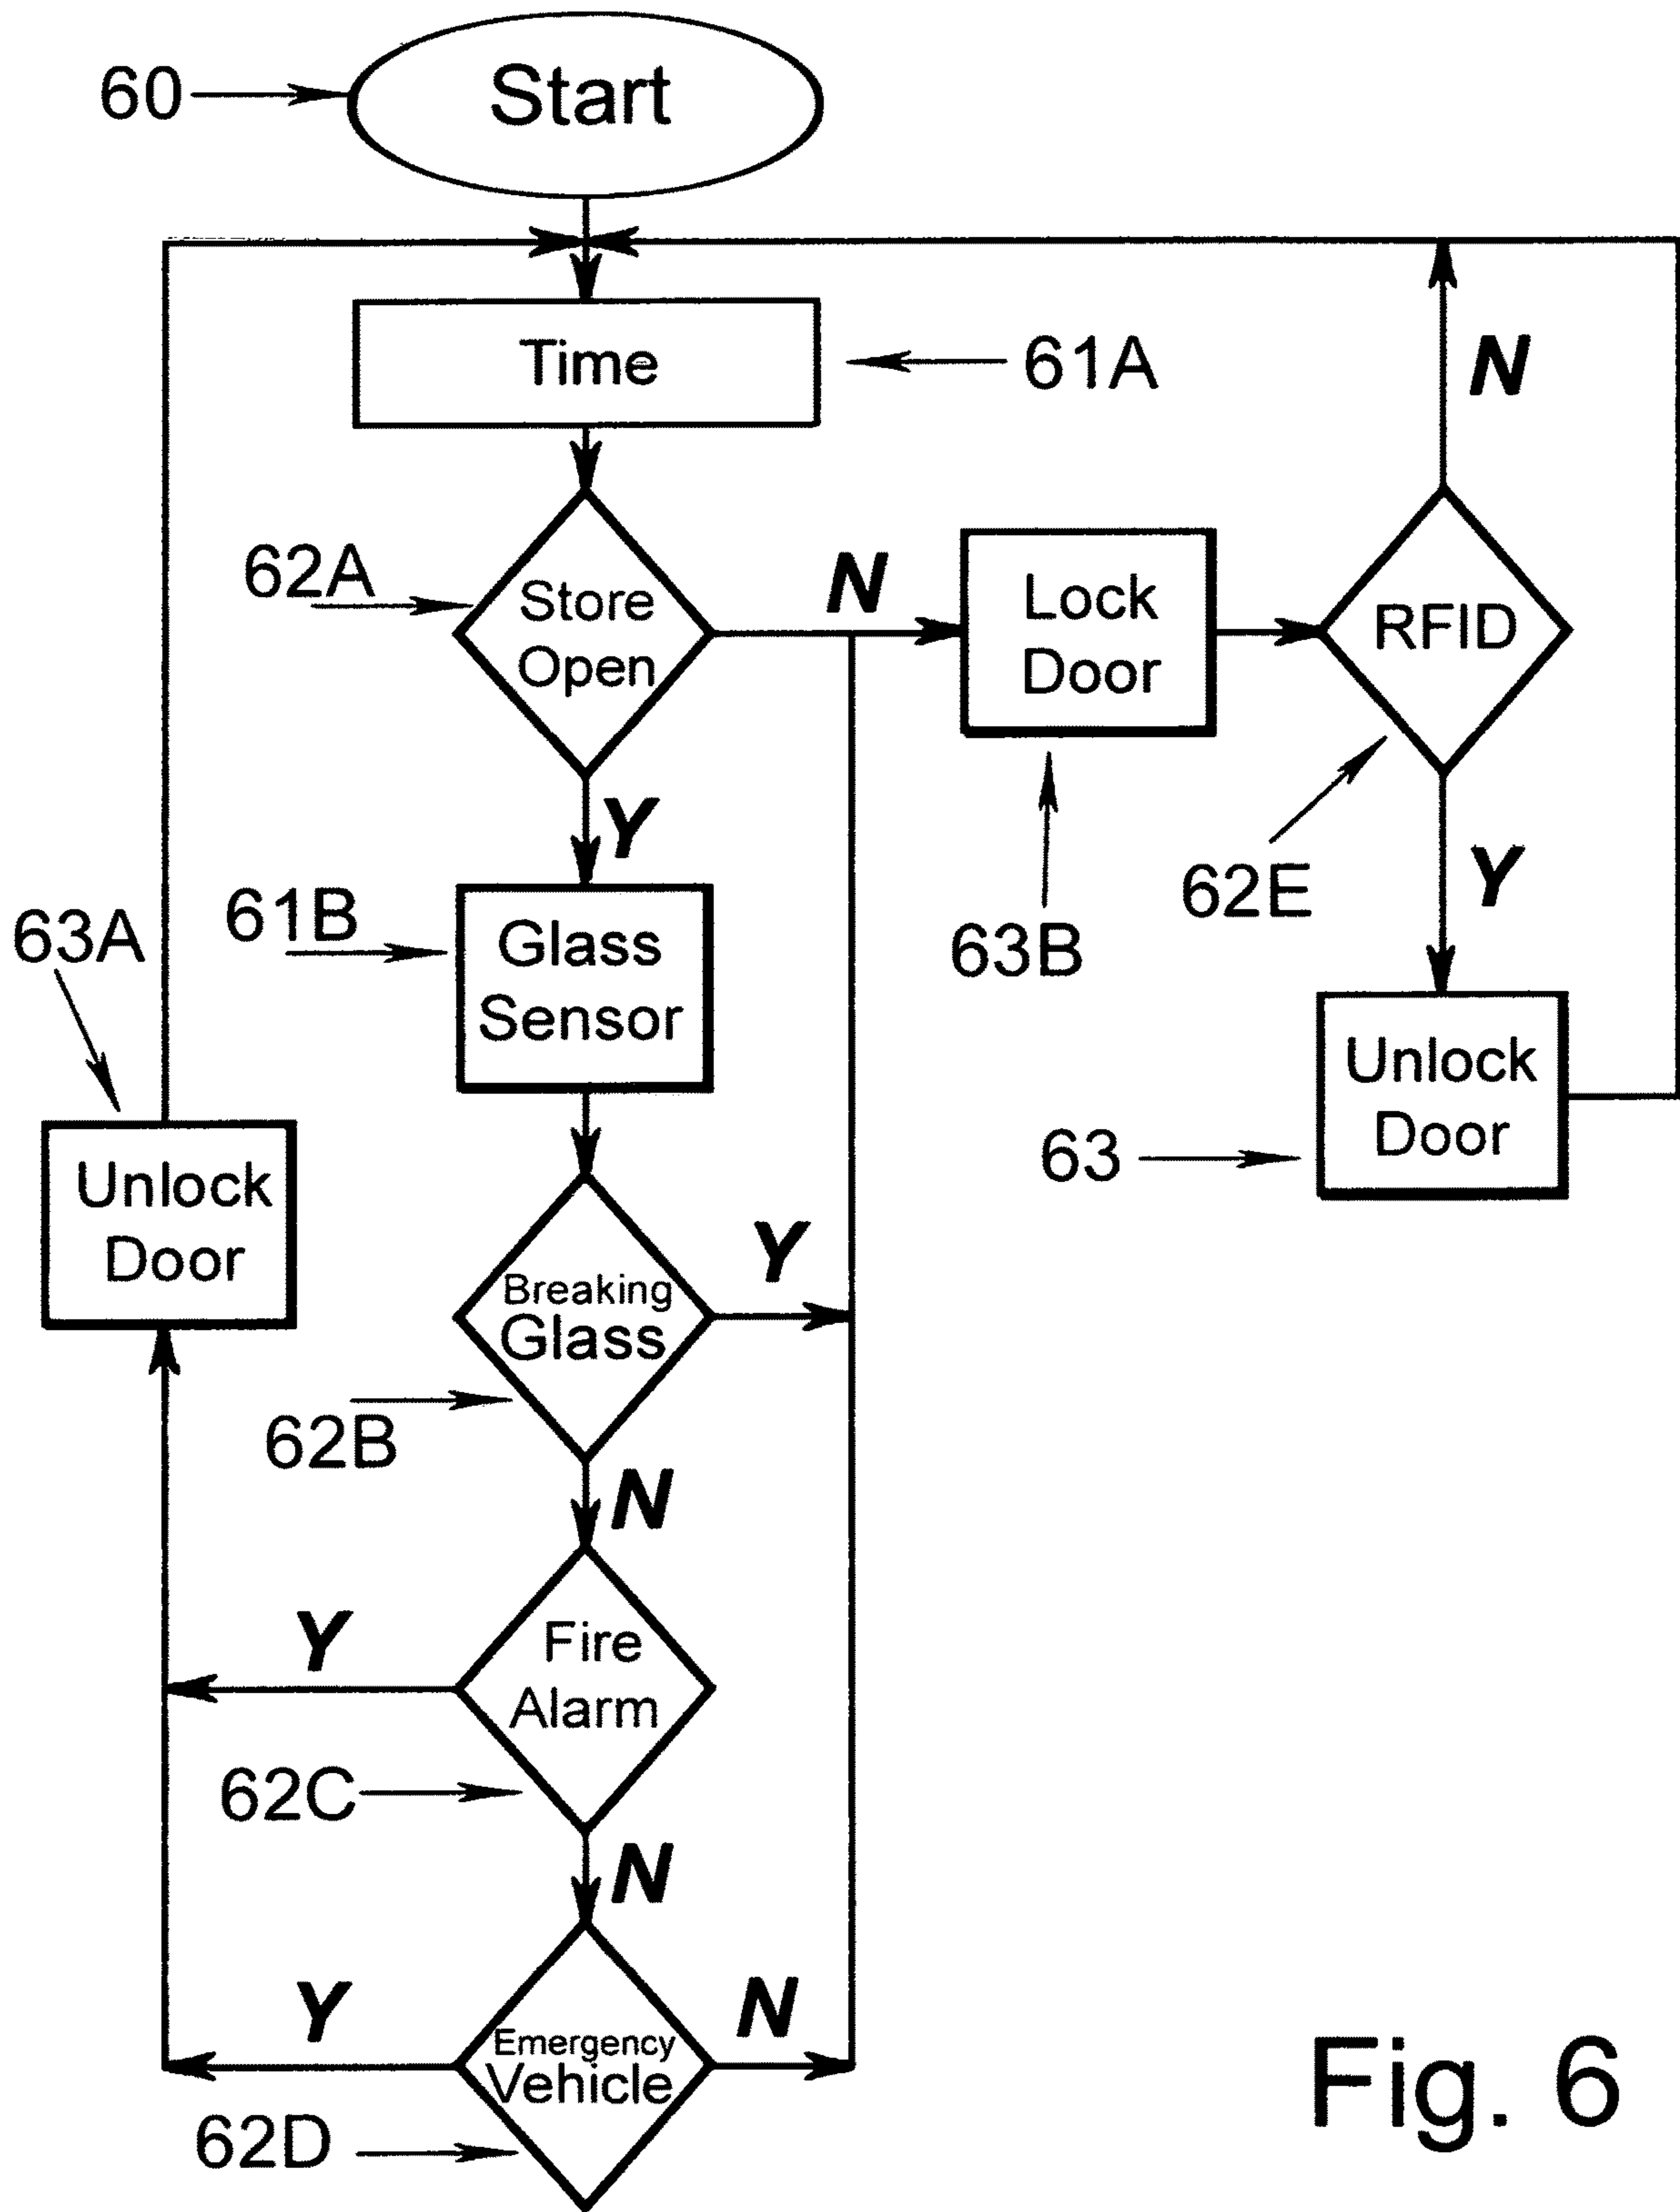 60
Start
Time
61A
N
62A
Store
Open
N
Lock
Door
RFID
Y
61B
Glass
Sensor
63A
63B
62E
Y
Unlock
Door
63
Unlock
Door
Breaking
Glass
Y
62B
N
Y
Fire
Alarm
62C
N
Y
Emergency
Vehicle
N
62D
Fig. 6